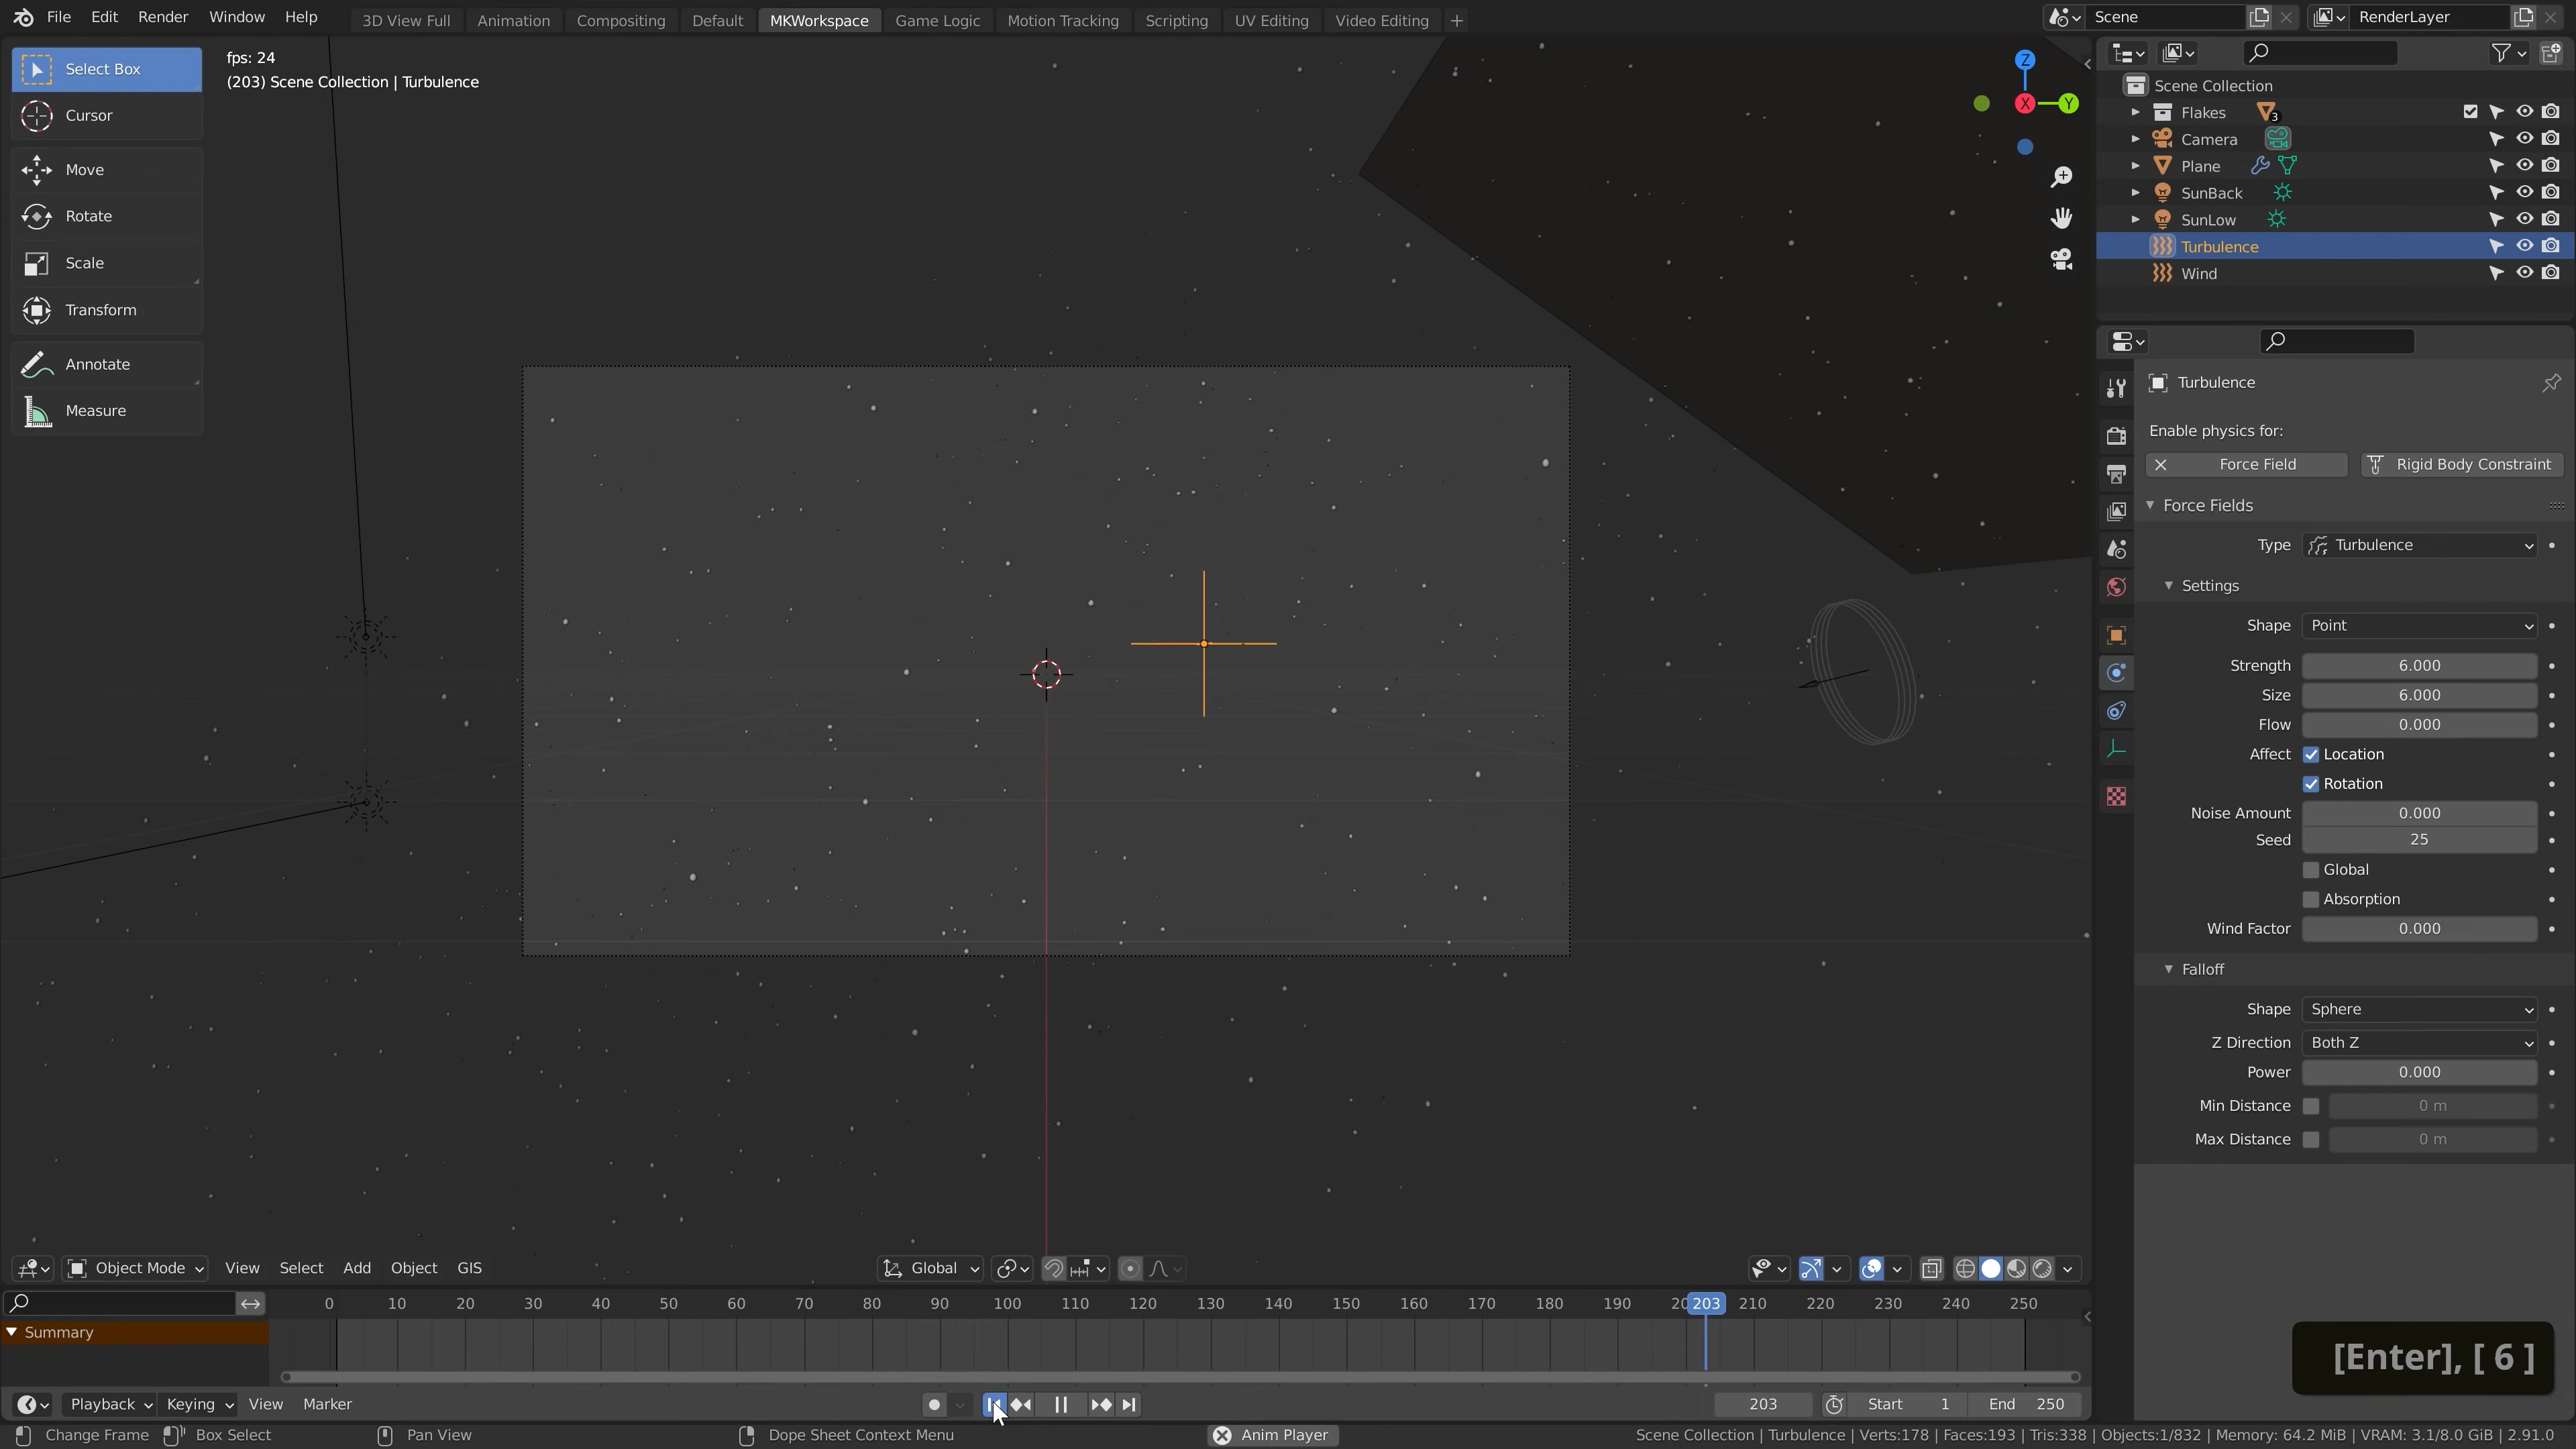 File Edit Render Window Help
3D View Full Animation Compositing Default MKWorkspace Game Logic Motion Tracking Scripting UV Editing Video Editing
Scene RenderLayer
Select Box
Cursor
Move
Rotate
Scale
Transform
Annotate
Measure
fps: 24
(203) Scene Collection | Turbulence
Z
X Y
Scene Collection
Flakes 3
Camera
Plane
SunBack
SunLow
Turbulence
Wind
Turbulence
Enable physics for:
Force Field Rigid Body Constraint
Force Fields
Type Turbulence
Settings
Shape Point
Strength 6.000
Size 6.000
Flow 0.000
Affect Location
Rotation
Noise Amount 0.000
Seed 25
Global
Absorption
Wind Factor 0.000
Falloff
Shape Sphere
Z Direction Both Z
Power 0.000
Min Distance 0 m
Max Distance 0 m
Object Mode View Select Add Object GIS
Global
0 10 20 30 40 50 60 70 80 90 100 110 120 130 140 150 160 170 180 190 20 203 210 220 230 240 250
Summary
[Enter], [ 6 ]
Playback Keying View Marker
203 Start 1 End 250
Change Frame Box Select Pan View Dope Sheet Context Menu Anim Player
Scene Collection | Turbulence | Verts:178 | Faces:193 | Tris:338 | Objects:1/832 | Memory: 64.2 MiB | VRAM: 3.1/8.0 GiB | 2.91.0